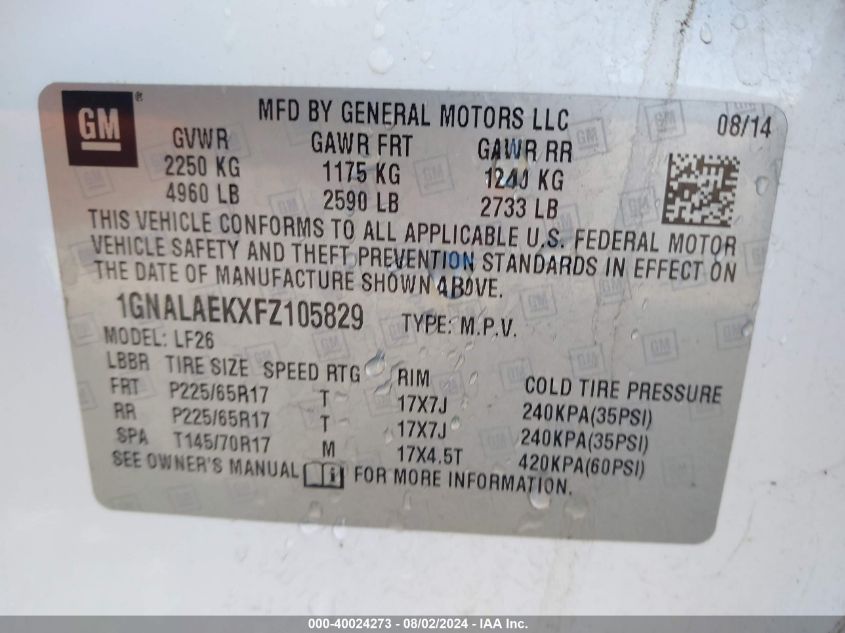 GM
MFD BY GENERAL MOTORS LLC 08/14
GVWR GAWR FRT GAWR RR
2250 KG 1175 KG 1240 KG
4960 LB 2590 LB 2733 LB
THIS VEHICLE CONFORMS TO ALL APPLICABLE U.S. FEDERAL MOTOR
VEHICLE SAFETY AND THEFT PREVENTION STANDARDS IN EFFECT ON
THE DATE OF MANUFACTURE SHOWN ABOVE.
1GNALAEKXFZ105829 TYPE: M.P.V.
MODEL: LF26
LBBR TIRE SIZE SPEED RTG RIM COLD TIRE PRESSURE
FRT P225/65R17 T 17X7J 240KPA(35PSI)
RR P225/65R17 T 17X7J 240KPA(35PSI)
SPA T145/70R17 M 17X4.5T 420KPA(60PSI)
SEE OWNER'S MANUAL FOR MORE INFORMATION.
000-40024273 - 08/02/2024 - IAA Inc.